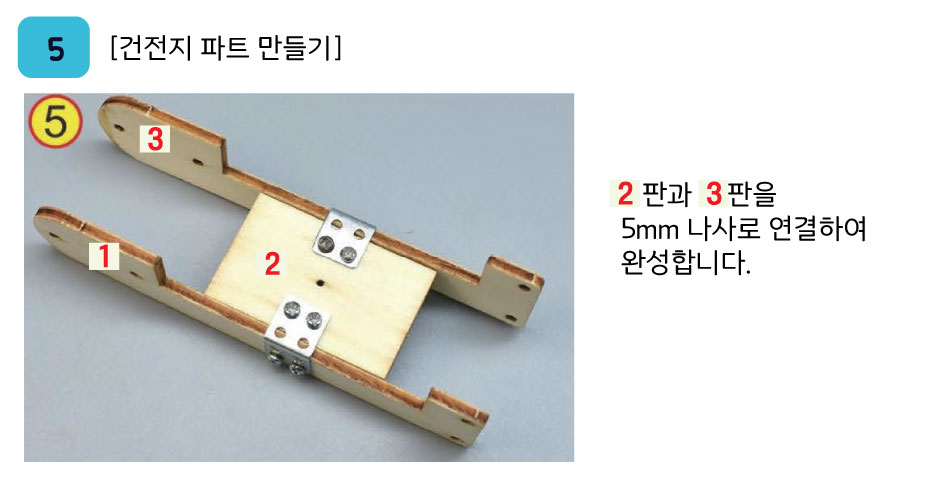 5 [건전지 파트 만들기]
5
3
1
2
2 판과 3 판을
5mm 나사로 연결하여
완성합니다.